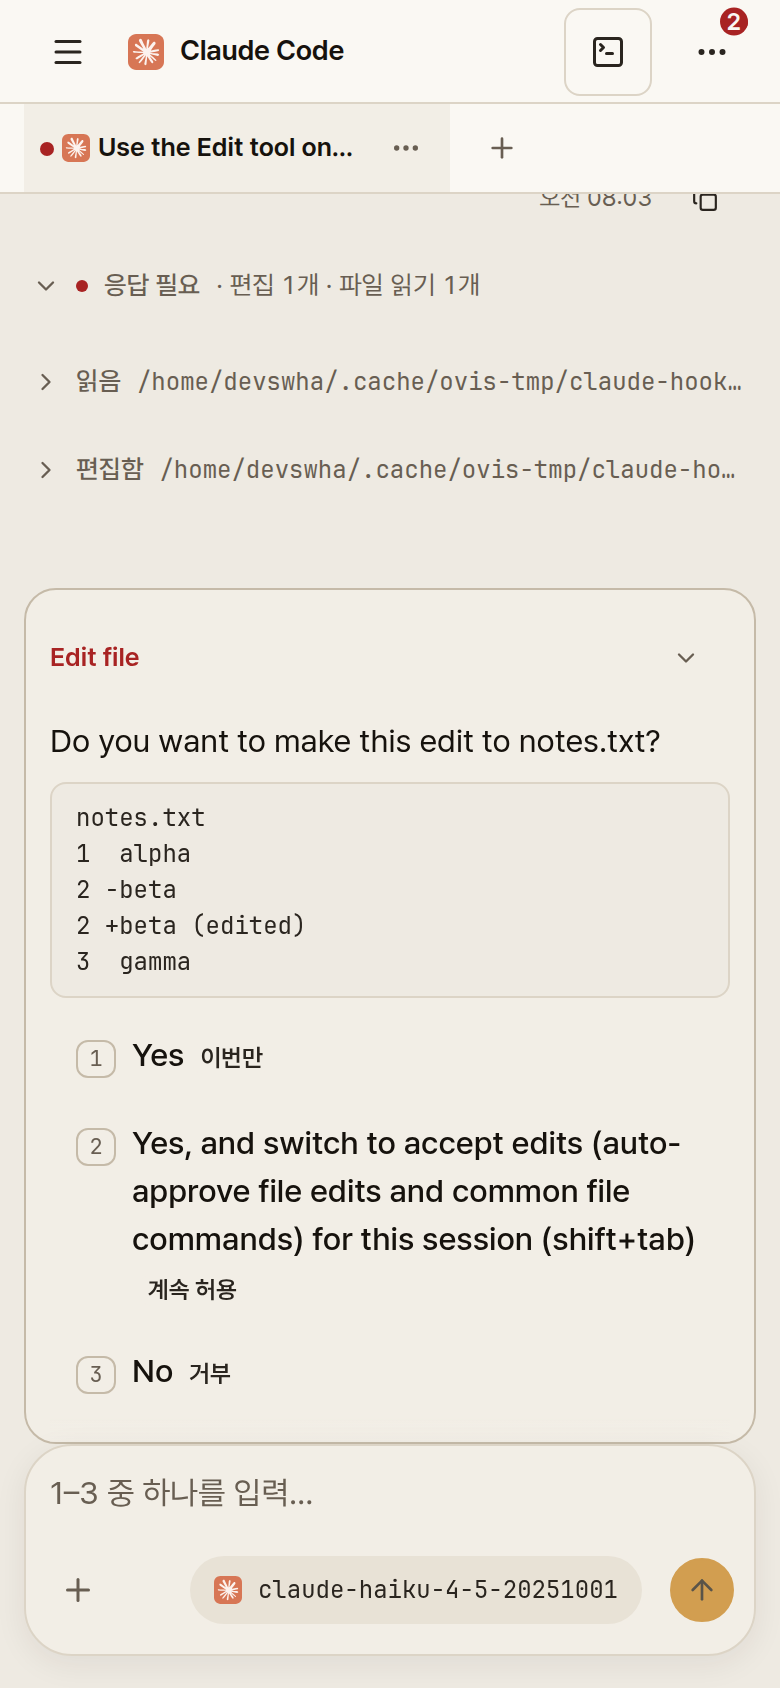 Claude Code
2
Use the Edit tool on...
오전 08:03
응답 필요 · 편집 1개 · 파일 읽기 1개
읽음 /home/devswha/.cache/ovis-tmp/claude-hook…
편집함 /home/devswha/.cache/ovis-tmp/claude-ho…
Edit file
Do you want to make this edit to notes.txt?
notes.txt
1  alpha
2 -beta
2 +beta (edited)
3  gamma
1 Yes 이번만
2 Yes, and switch to accept edits (auto-
approve file edits and common file
commands) for this session (shift+tab)
계속 허용
3 No 거부
1–3 중 하나를 입력…
claude-haiku-4-5-20251001